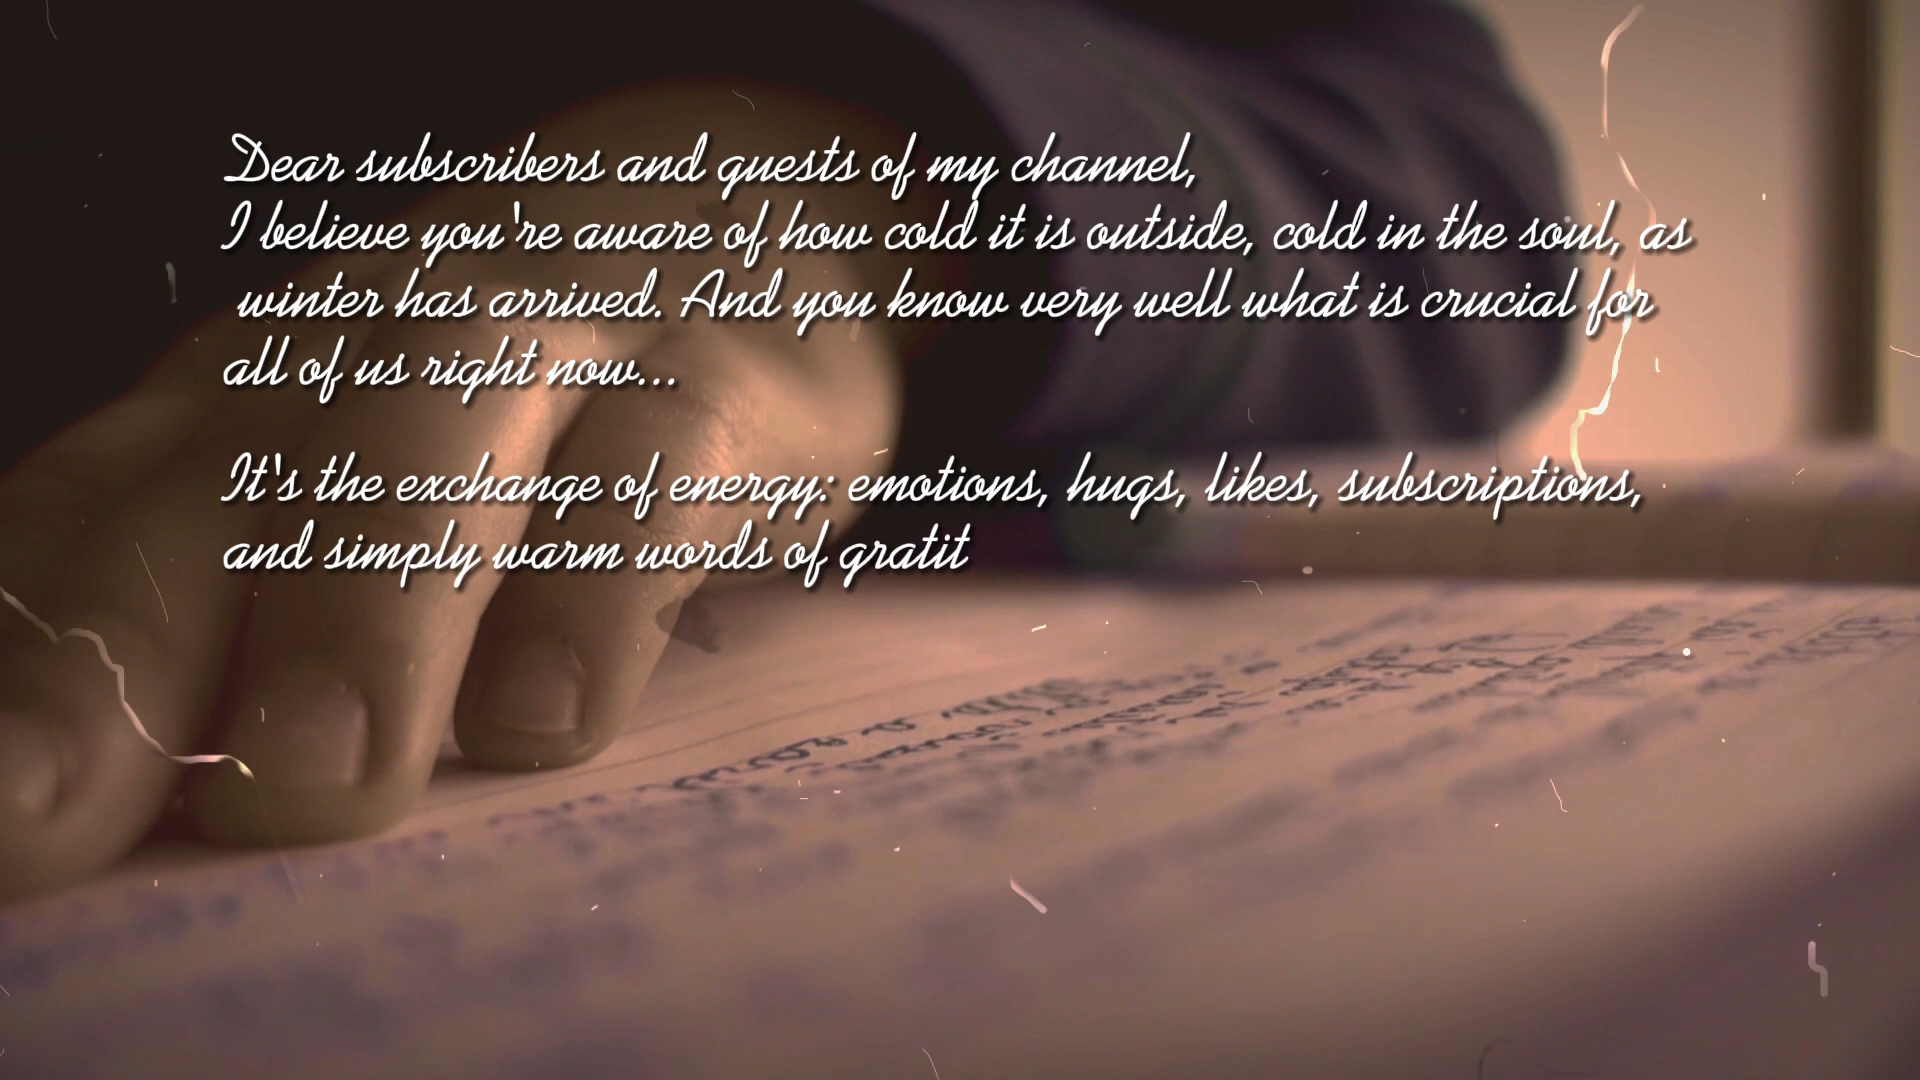 Dear subscribers and guests of my channel,
I believe you're aware of how cold it is outside, cold in the soul, as
winter has arrived. And you know very well what is crucial for
all of us right now...
It's the exchange of energy: emotions, hugs, likes, subscriptions,
and simply warm words of gratit